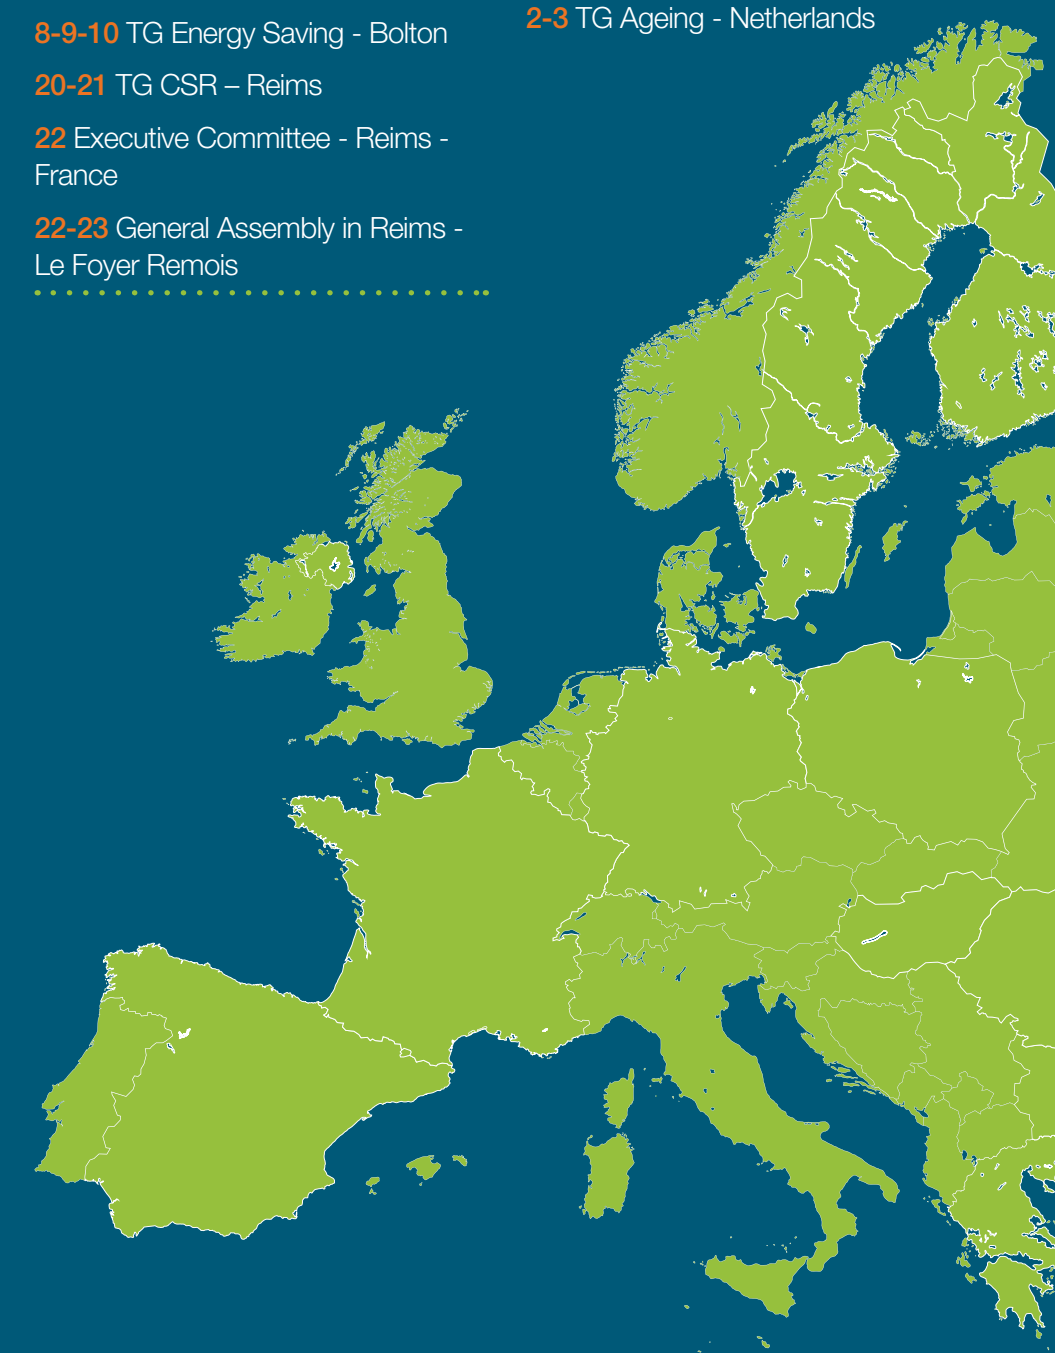 8-9-10 TG Energy Saving - Bolton
20-21 TG CSR – Reims
22 Executive Committee - Reims -
France
22-23 General Assembly in Reims -
Le Foyer Remois
2-3 TG Ageing - Netherlands